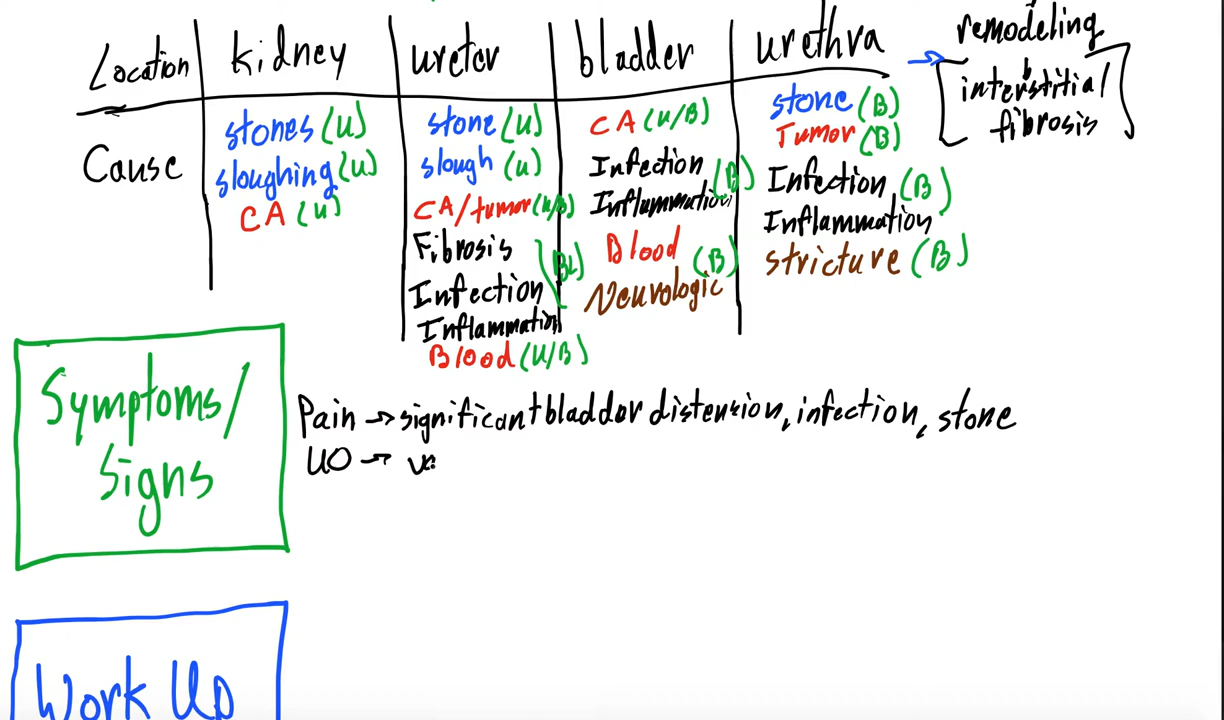 Location kidney ureter bladder urethra
Cause
stones (U)
sloughing (U)
CA (U)
stone (U)
slough (U)
CA/tumor (U/B)
Fibrosis
Infection
Inflammation
Blood (U/B)
CA (U/B)
Infection
Inflammation (B)
Blood
Neurologic (B)
stone (B)
Tumor (B)
Infection
Inflammation (B)
stricture (B)
remodeling
interstitial
fibrosis
Symptoms/
Signs
Pain → significant bladder distension, infection, stone
UO →
Work Up